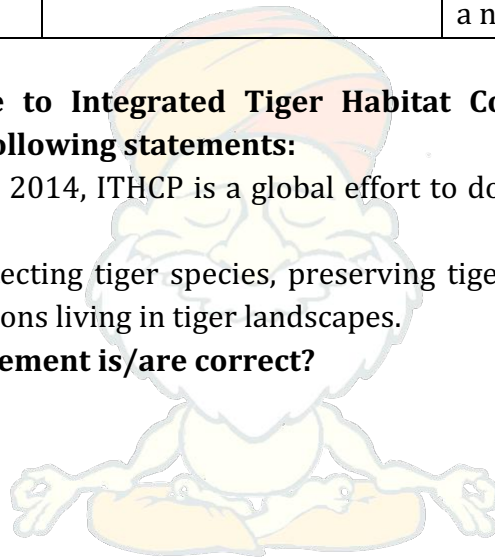 a n
e to Integrated Tiger Habitat Co
ollowing statements:
2014, ITHCP is a global effort to do
ecting tiger species, preserving tige
ons living in tiger landscapes.
ement is/are correct?